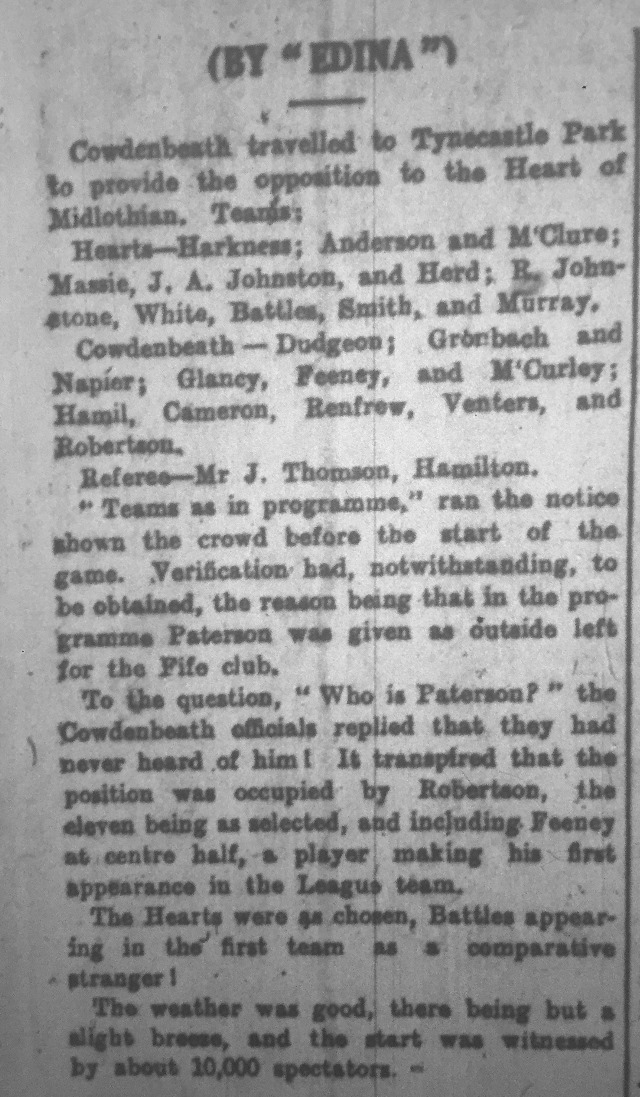 (BY "EDINA")
Cowdenbeath travelled to Tynecastle Park
to provide the opposition to the Heart of
Midlothian. Teams:
Hearts—Harkness; Anderson and M'Clure;
Massie, J. A. Johnston, and Herd; R. John-
stone, White, Battles, Smith, and Murray.
Cowdenbeath — Dudgeon; Gronbach and
Napier; Glancy, Feeney, and M'Curley;
Hamil, Cameron, Renfrew, Venters, and
Robertson.
Referee—Mr J. Thomson, Hamilton.
"Teams as in programme," ran the notice
shown the crowd before the start of the
game. Verification had, notwithstanding, to
be obtained, the reason being that in the pro-
gramme Paterson was given as outside left
for the Fife club.
To the question, "Who is Paterson?" the
Cowdenbeath officials replied that they had
never heard of him! It transpired that the
position was occupied by Robertson, the
eleven being as selected, and including Feeney
at centre half, a player making his first
appearance in the League team.
The Hearts were as chosen, Battles appear-
ing in the first team as a comparative
stranger!
The weather was good, there being but a
slight breeze, and the start was witnessed
by about 10,000 spectators. -